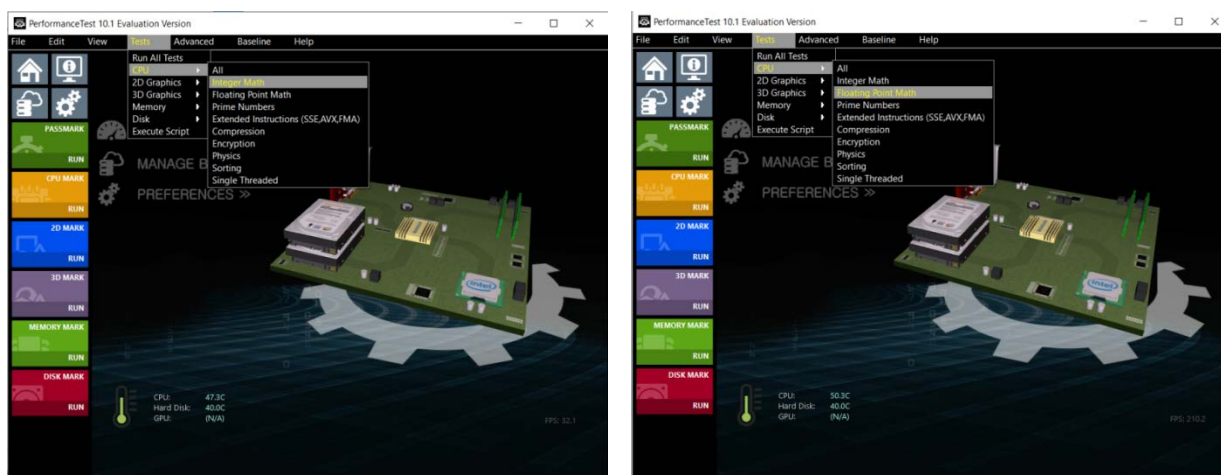 PerformanceTest 10.1 Evaluation Version
File Edit View Tests Advanced Baseline Help
Run All Tests
CPU
2D Graphics
3D Graphics
Memory
Disk
Execute Script
All
Integer Math
Floating Point Math
Prime Numbers
Extended Instructions (SSE,AVX,FMA)
Compression
Encryption
Physics
Sorting
Single Threaded
MANAGE B
PREFERENCES »
PASSMARK
RUN
CPU MARK
RUN
2D MARK
RUN
3D MARK
RUN
MEMORY MARK
RUN
DISK MARK
RUN
intel
CPU: 47.3C
Hard Disk: 40.0C
GPU: (N/A)
FPS: 32.1
PerformanceTest 10.1 Evaluation Version
File Edit View Tests Advanced Baseline Help
Run All Tests
CPU
2D Graphics
3D Graphics
Memory
Disk
Execute Script
All
Integer Math
Floating Point Math
Prime Numbers
Extended Instructions (SSE,AVX,FMA)
Compression
Encryption
Physics
Sorting
Single Threaded
MANAGE B
PREFERENCES »
PASSMARK
RUN
CPU MARK
RUN
2D MARK
RUN
3D MARK
RUN
MEMORY MARK
RUN
DISK MARK
RUN
intel
CPU: 50.3C
Hard Disk: 40.0C
GPU: (N/A)
FPS: 210.2